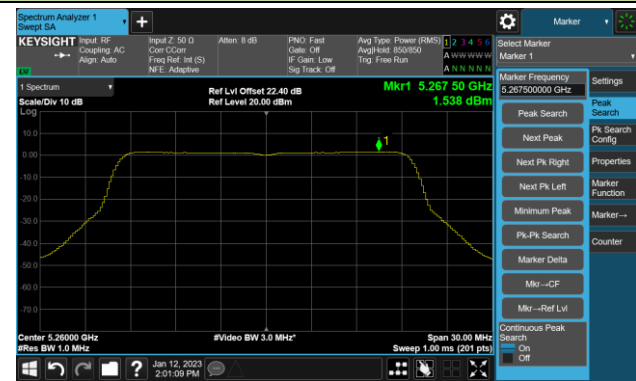 Spectrum Analyzer 1
Swept SA
+
Marker
KEYSIGHT
Input: RF
Coupling: AC
Align: Auto
Input Z: 50 Ω
Corr CCorr
Freq Ref: Int (S)
NFE: Adaptive
Atten: 8 dB
PNO: Fast
Gate: Off
IF Gain: Low
Sig Track: Off
Avg Type: Power (RMS)
Avg|Hold: 850/850
Trig: Free Run
1 2 3 4 5 6
A W W W W W
A N N N N N
Select Marker
Marker 1
1 Spectrum
Scale/Div 10 dB
Log
Ref Lvl Offset 22.40 dB
Ref Level 20.00 dBm
Mkr1 5.267 50 GHz
1.538 dBm
1
10.0
0.00
-10.0
-20.0
-30.0
-40.0
-50.0
-60.0
-70.0
Center 5.26000 GHz
#Res BW 1.0 MHz
#Video BW 3.0 MHz*
Span 30.00 MHz
Sweep 1.00 ms (201 pts)
Marker Frequency
5.267500000 GHz
Peak Search
Next Peak
Next Pk Right
Next Pk Left
Minimum Peak
Pk-Pk Search
Marker Delta
Mkr→CF
Mkr→Ref Lvl
Continuous Peak
Search
On
Off
Settings
Peak
Search
Pk Search
Config
Properties
Marker
Function
Marker→
Counter
?
Jan 12, 2023
2:01:09 PM